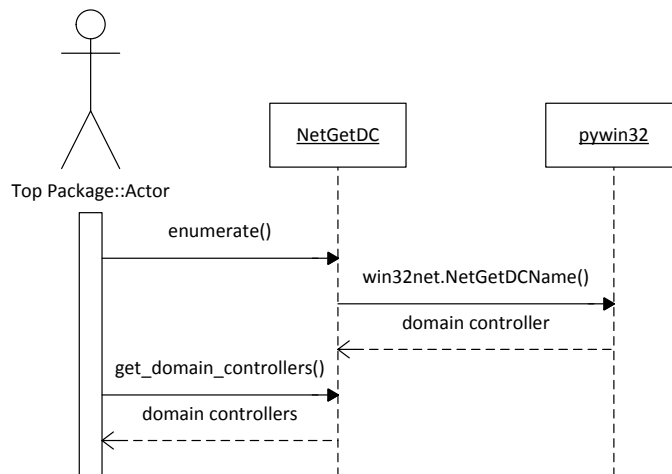 NetGetDC
pywin32
Top Package::Actor
enumerate()
win32net.NetGetDCName()
domain controller
get_domain_controllers()
domain controllers